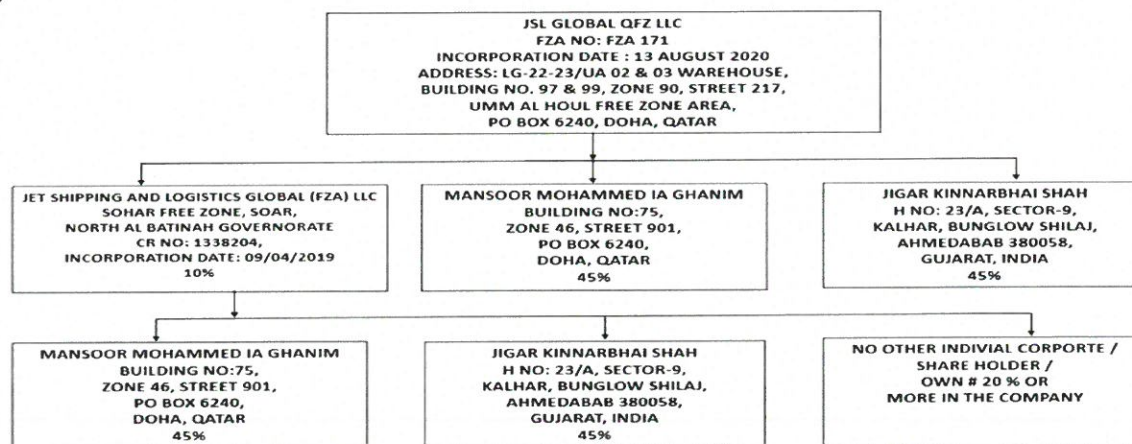 JSL GLOBAL QFZ LLC
FZA NO: FZA 171
INCORPORATION DATE : 13 AUGUST 2020
ADDRESS: LG-22-23/UA 02 & 03 WAREHOUSE,
BUILDING NO. 97 & 99, ZONE 90, STREET 217,
UMM AL HOUL FREE ZONE AREA,
PO BOX 6240, DOHA, QATAR
JET SHIPPING AND LOGISTICS GLOBAL (FZA) LLC
SOHAR FREE ZONE, SOAR,
NORTH AL BATINAH GOVERNORATE
CR NO: 1338204,
INCORPORATION DATE: 09/04/2019
10%
MANSOOR MOHAMMED IA GHANIM
BUILDING NO:75,
ZONE 46, STREET 901,
PO BOX 6240,
DOHA, QATAR
45%
JIGAR KINNARBHAI SHAH
H NO: 23/A, SECTOR-9,
KALHAR, BUNGLOW SHILAJ,
AHMEDABAB 380058,
GUJARAT, INDIA
45%
MANSOOR MOHAMMED IA GHANIM
BUILDING NO:75,
ZONE 46, STREET 901,
PO BOX 6240,
DOHA, QATAR
45%
JIGAR KINNARBHAI SHAH
H NO: 23/A, SECTOR-9,
KALHAR, BUNGLOW SHILAJ,
AHMEDABAB 380058,
GUJARAT, INDIA
45%
NO OTHER INDIVIAL CORPORTE /
SHARE HOLDER /
OWN # 20 % OR
MORE IN THE COMPANY